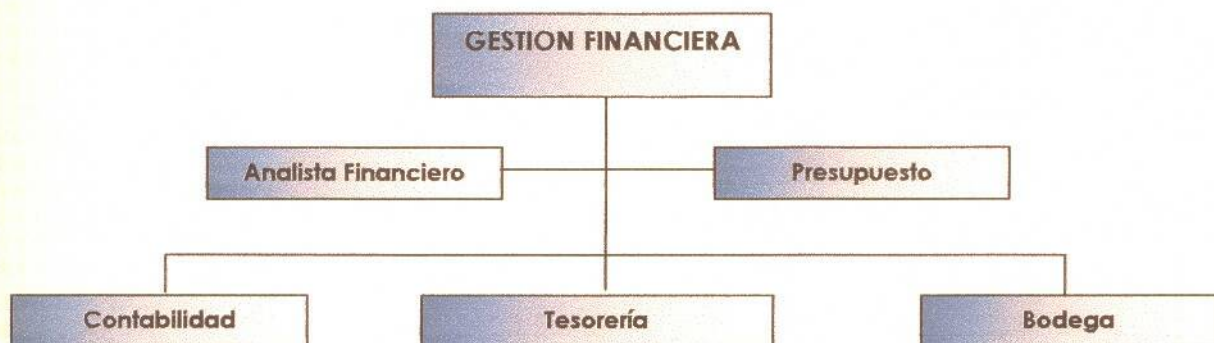 GESTION FINANCIERA
Analista Financiero
Presupuesto
Contabilidad
Tesorería
Bodega